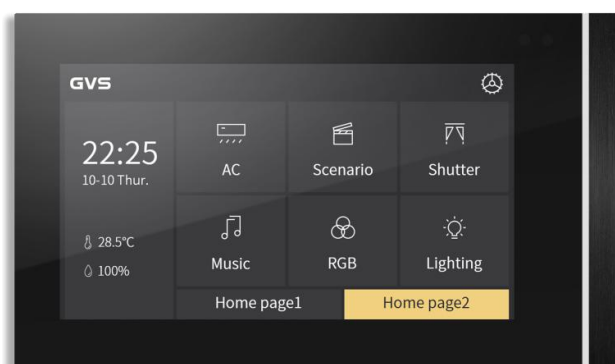 GVS
22:25
10-10 Thur.
28.5°C
100%
AC
Scenario
Shutter
Music
RGB
Lighting
Home page1
Home page2